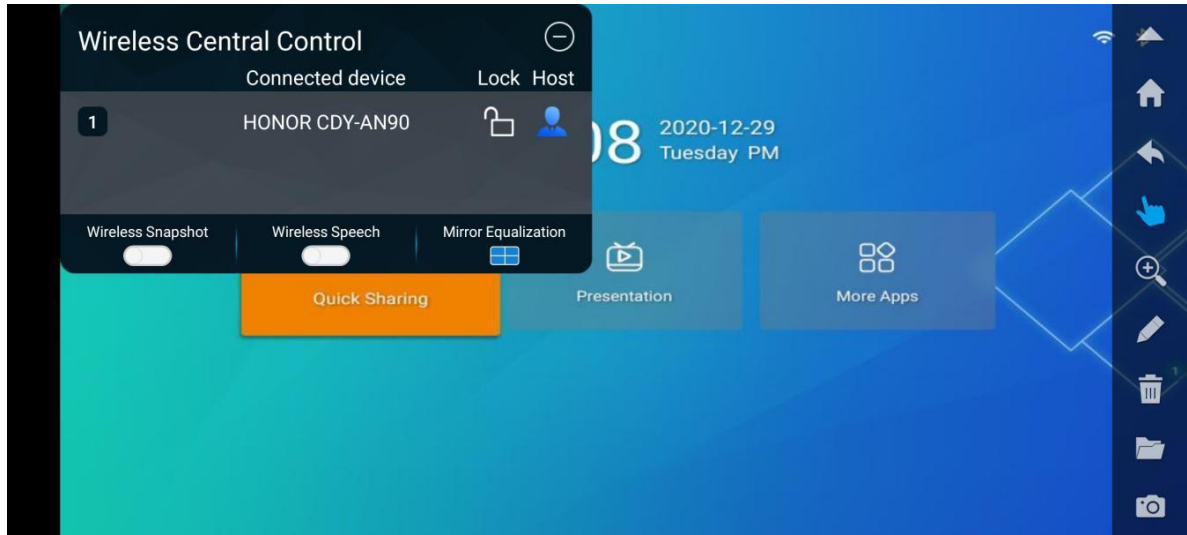 Wireless Central Control
Connected device Lock Host
1 HONOR CDY-AN90
08 2020-12-29
Tuesday PM
Wireless Snapshot Wireless Speech Mirror Equalization
Quick Sharing Presentation More Apps
1